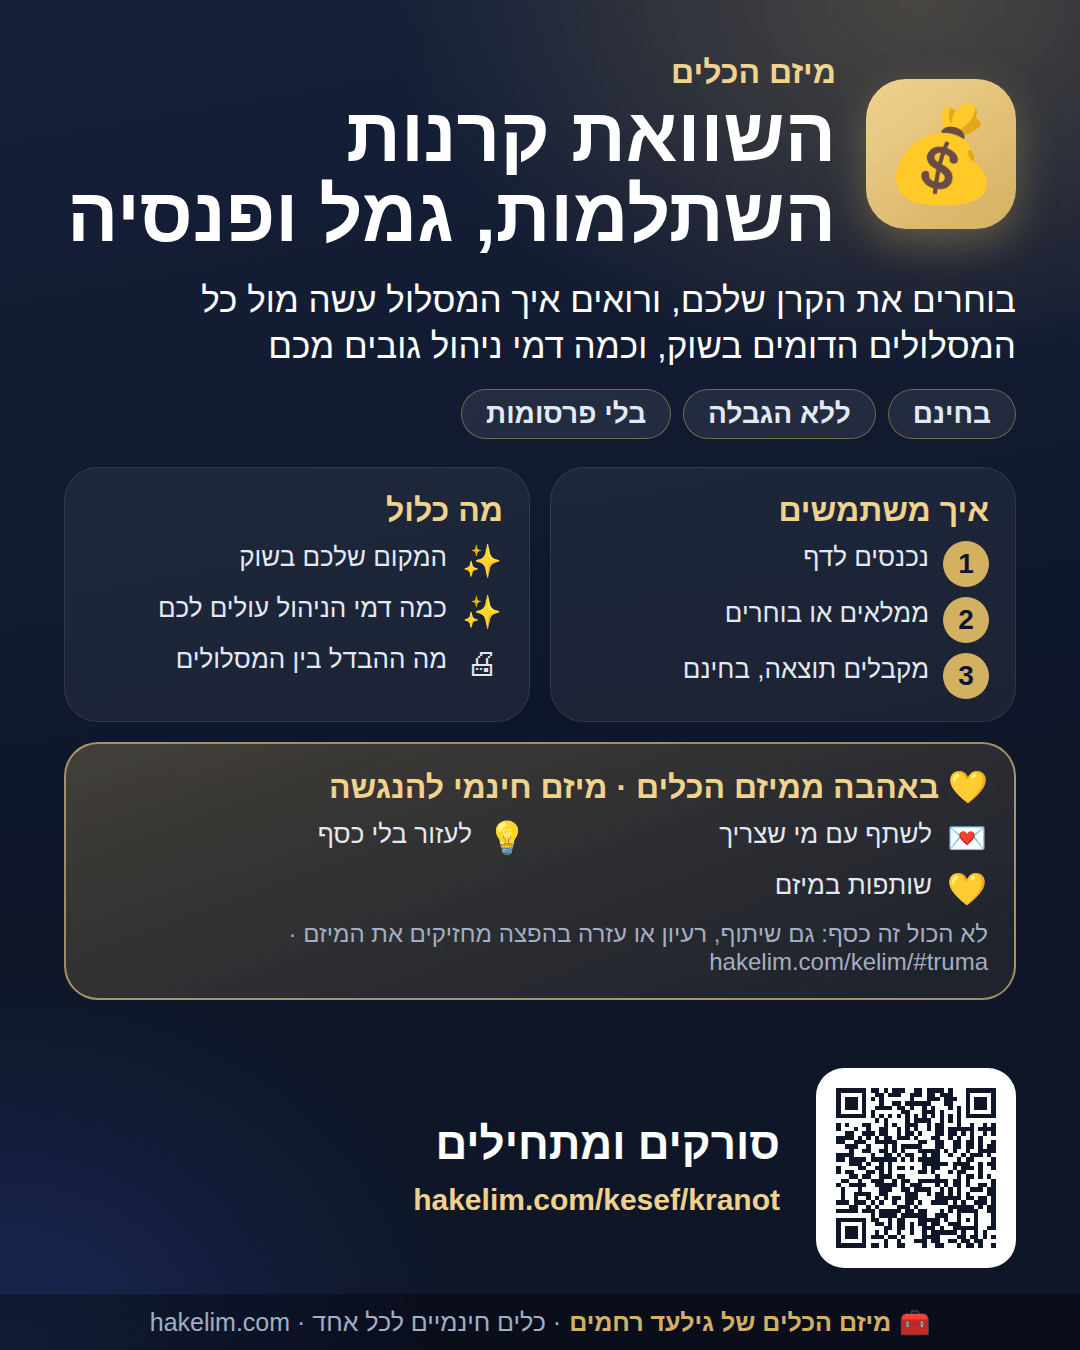 מיזם הכלים
השוואת קרנות
השתלמות, גמל ופנסיה
בוחרים את הקרן שלכם, ורואים איך המסלול עשה מול כל
המסלולים הדומים בשוק, וכמה דמי ניהול גובים מכם
בחינם
ללא הגבלה
בלי פרסומות
איך משתמשים
1 נכנסים לדף
2 ממלאים או בוחרים
3 מקבלים תוצאה, בחינם
מה כלול
✨ המקום שלכם בשוק
✨ כמה דמי הניהול עולים לכם
🖨 מה ההבדל בין המסלולים
💛 באהבה ממיזם הכלים · מיזם חינמי להנגשה
💌 לשתף עם מי שצריך
💡 לעזור בלי כסף
💛 שותפות במיזם
לא הכול זה כסף: גם שיתוף, רעיון או עזרה בהפצה מחזיקים את המיזם ·
hakelim.com/kelim/#truma
סורקים ומתחילים
hakelim.com/kesef/kranot
🧰 מיזם הכלים של גילעד רחמים · כלים חינמיים לכל אחד · hakelim.com